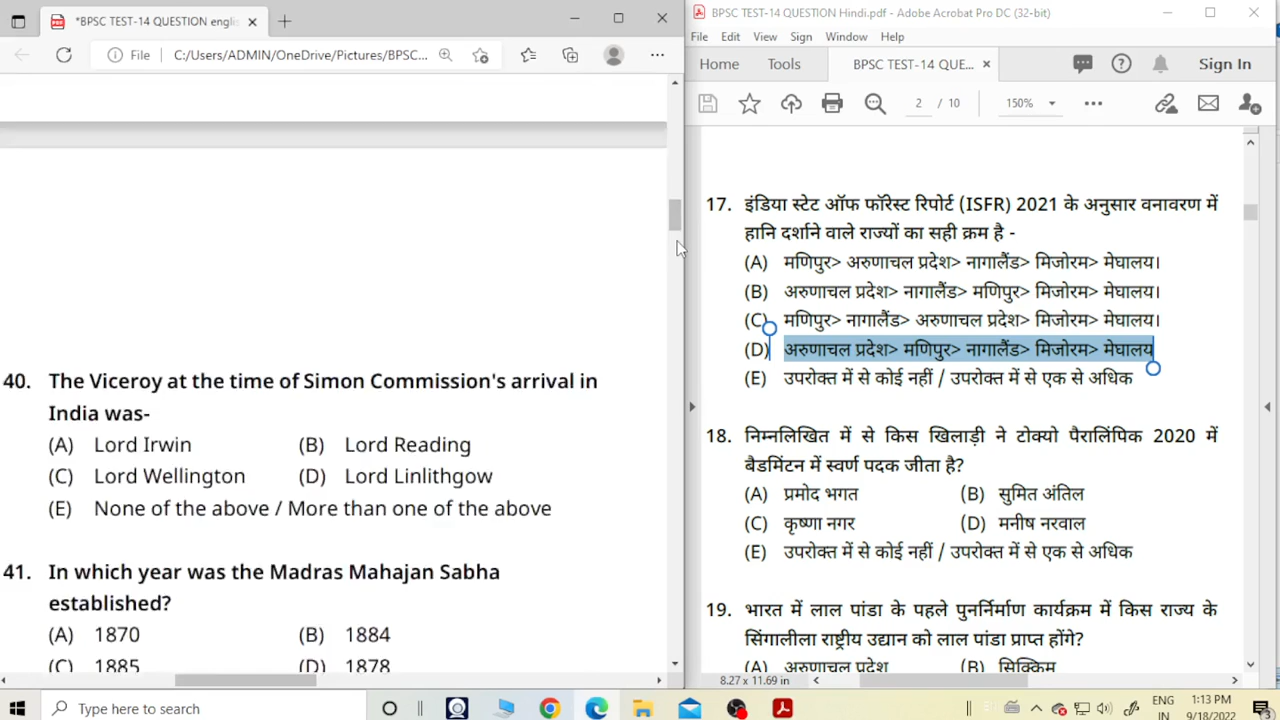 *BPSC TEST-14 QUESTION engli
File
C:/Users/ADMIN/OneDrive/Pictures/BPSC...
40. The Viceroy at the time of Simon Commission's arrival in
India was-
(A) Lord Irwin (B) Lord Reading
(C) Lord Wellington (D) Lord Linlithgow
(E) None of the above / More than one of the above
41. In which year was the Madras Mahajan Sabha
established?
(A) 1870 (B) 1884
(C) 1885 (D) 1878
BPSC TEST-14 QUESTION Hindi.pdf - Adobe Acrobat Pro DC (32-bit)
File Edit View Sign Window Help
Home Tools BPSC TEST-14 QUE... Sign In
2 / 10 150%
17. इंडिया स्टेट ऑफ फॉरेस्ट रिपोर्ट (ISFR) 2021 के अनुसार वनावरण में
हानि दर्शाने वाले राज्यों का सही क्रम है -
(A) मणिपुर> अरुणाचल प्रदेश> नागालैंड> मिजोरम> मेघालय।
(B) अरुणाचल प्रदेश> नागालैंड> मणिपुर> मिजोरम> मेघालय।
(C) मणिपुर> नागालैंड> अरुणाचल प्रदेश> मिजोरम> मेघालय।
(D) अरुणाचल प्रदेश> मणिपुर> नागालैंड> मिजोरम> मेघालय
(E) उपरोक्त में से कोई नहीं / उपरोक्त में से एक से अधिक
18. निम्नलिखित में से किस खिलाड़ी ने टोक्यो पैरालिंपिक 2020 में
बैडमिंटन में स्वर्ण पदक जीता है?
(A) प्रमोद भगत (B) सुमित अंतिल
(C) कृष्णा नगर (D) मनीष नरवाल
(E) उपरोक्त में से कोई नहीं / उपरोक्त में से एक से अधिक
19. भारत में लाल पांडा के पहले पुनर्निर्माण कार्यक्रम में किस राज्य के
सिंगालीला राष्ट्रीय उद्यान को लाल पांडा प्राप्त होंगे?
(A) अरुणाचल प्रदेश (B) सिक्किम
8.27 x 11.69 in
Type here to search
ENG
IN
1:13 PM
9/18/2022